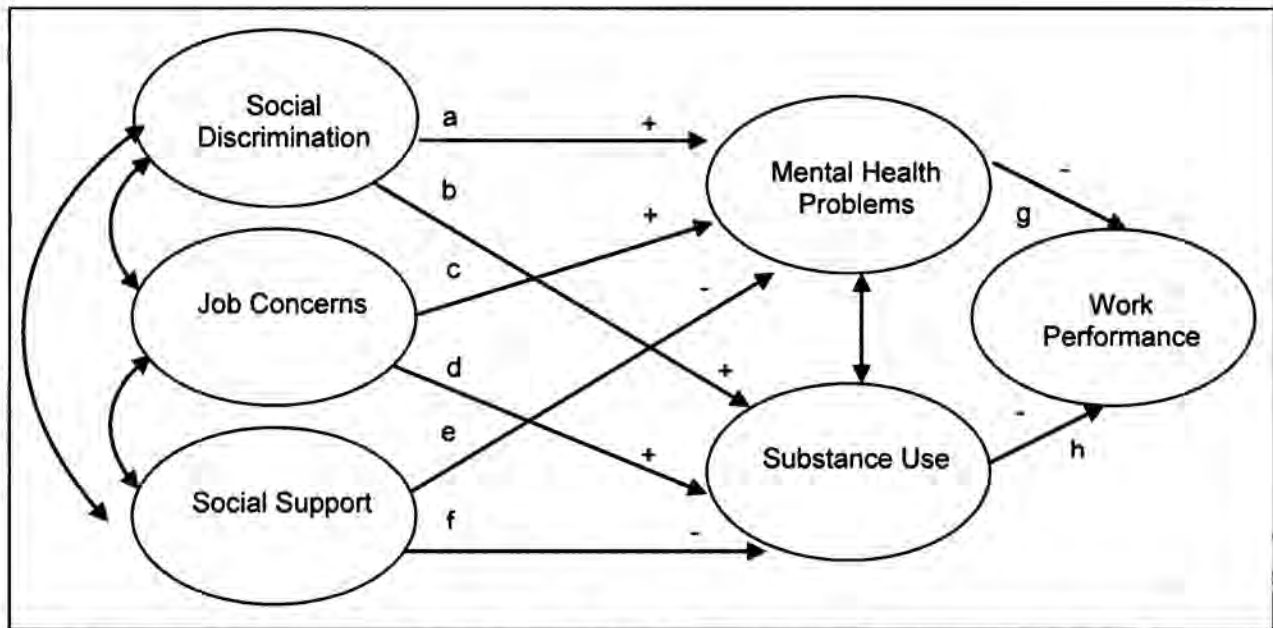 Social
Discrimination
Job Concerns
Social Support
a
+
b
c
+
-
d
+
e
+
f
-
Mental Health
Problems
Substance Use
-
g
-
h
Work
Performance